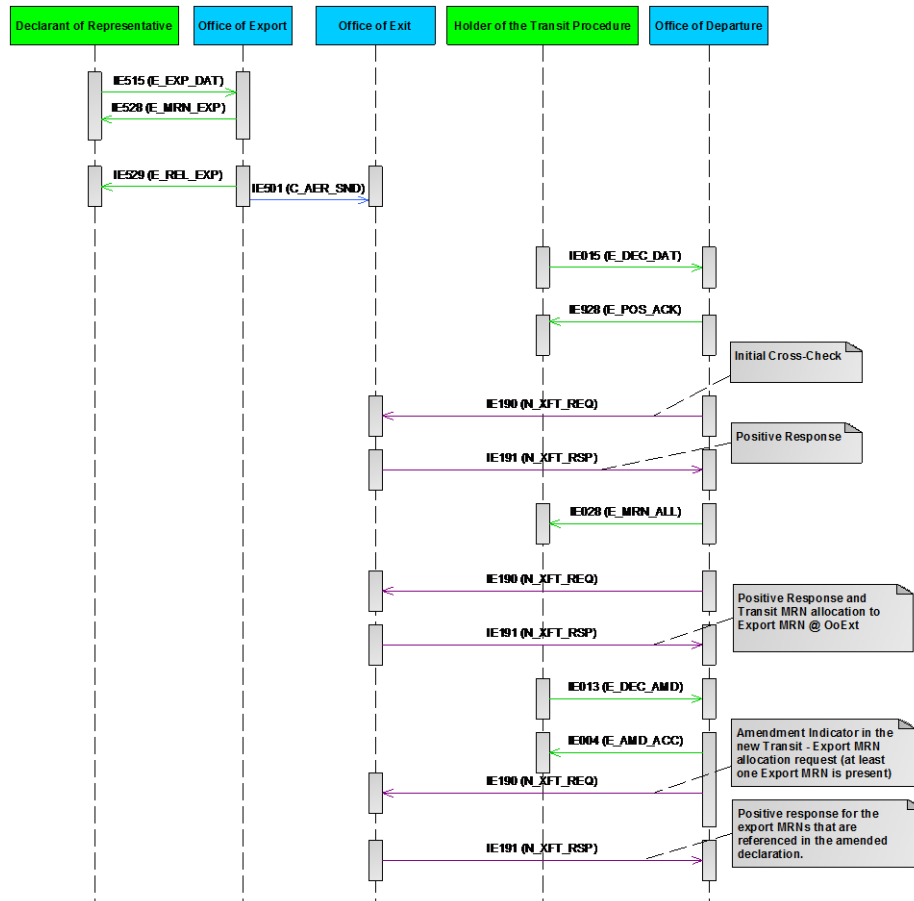 Declarant of Representative
Office of Export
Office of Exit
Holder of the Transit Procedure
Office of Departure
IE515 (E_EXP_DAT)
IE528 (E_MRN_EXP)
IE529 (E_REL_EXP)
IE501 (C_AER_SND)
IE015 (E_DEC_DAT)
IE928 (E_POS_ACK)
Initial Cross-Check
IE190 (N_XFT_REQ)
Positive Response
IE191 (N_XFT_RSP)
IE028 (E_MRN_ALL)
IE190 (N_XFT_REQ)
Positive Response and
Transit MRN allocation to
Export MRN @ OoExt
IE191 (N_XFT_RSP)
IE013 (E_DEC_AMD)
IE004 (E_AMD_ACC)
Amendment Indicator in the
new Transit - Export MRN
allocation request (at least
one Export MRN is present)
IE190 (N_XFT_REQ)
Positive response for the
export MRNs that are
referenced in the amended
declaration.
IE191 (N_XFT_RSP)